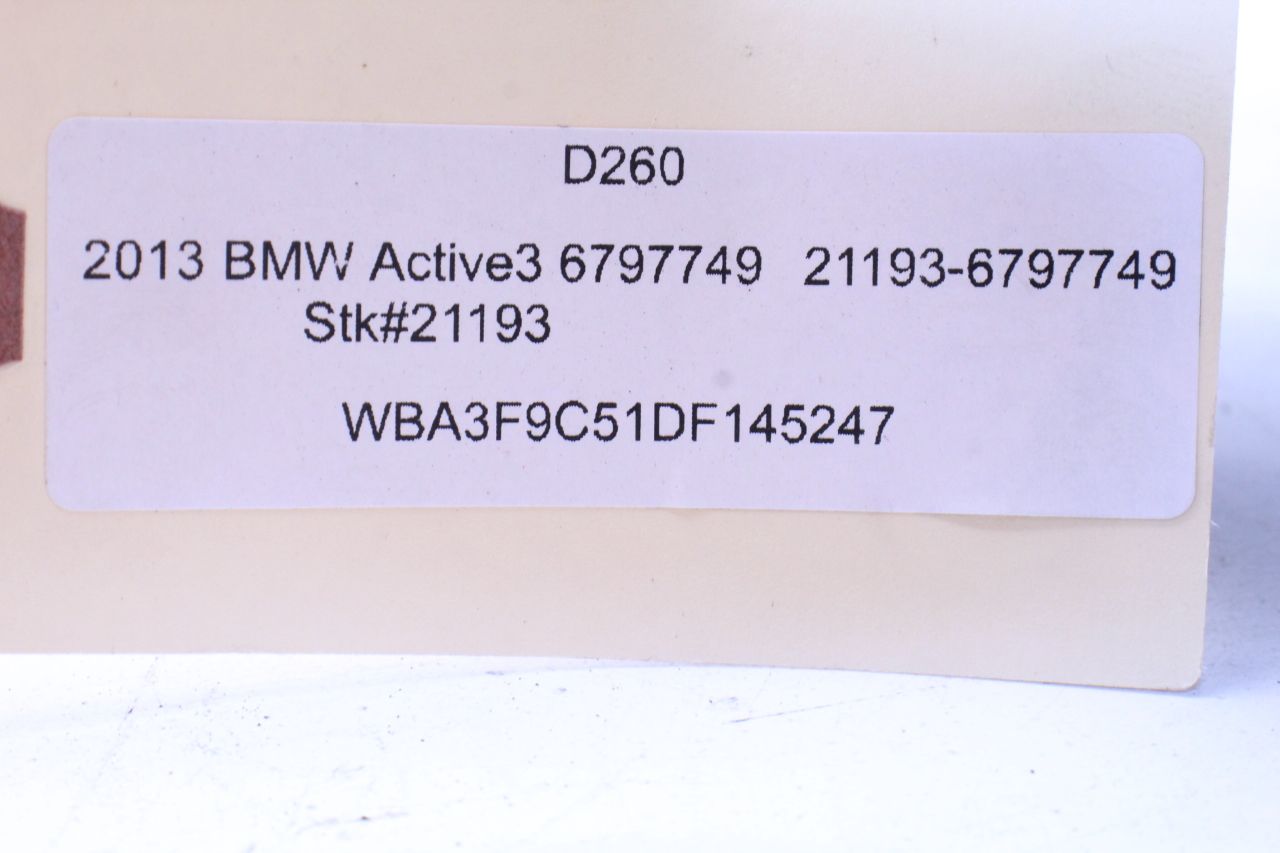 D260
2013 BMW Active3 6797749 21193-6797749
Stk#21193
WBA3F9C51DF145247